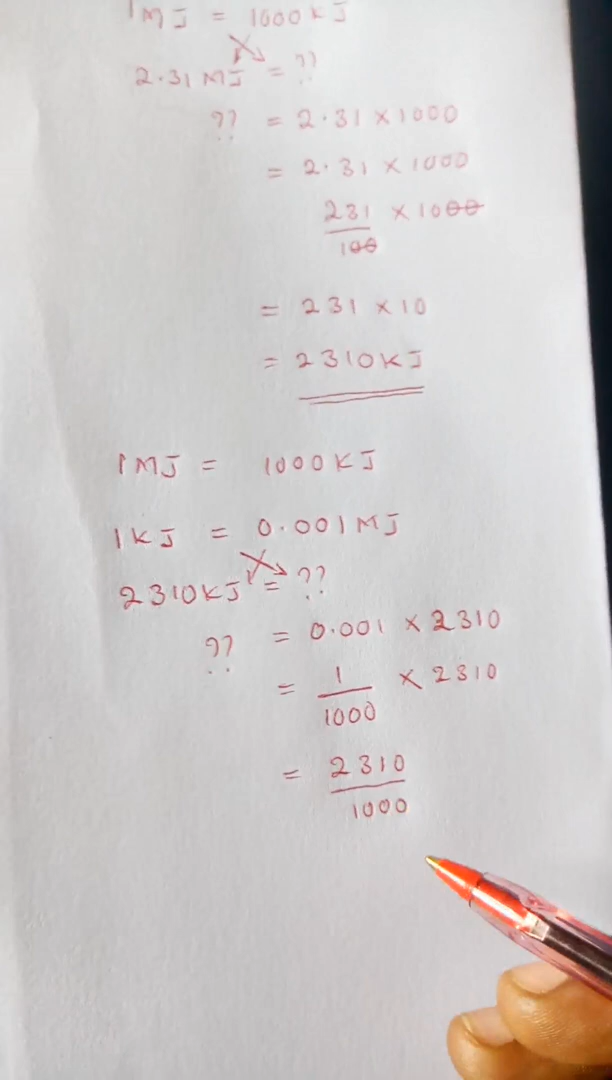 1MJ = 1000KJ
2.31MJ = ??
?? = 2.31 × 1000
= 2.31 × 1000
231/100 × 1000
= 231 × 10
= 2310KJ
1MJ = 1000KJ
1KJ = 0.001MJ
2310KJ = ??
?? = 0.001 × 2310
= 1/1000 × 2310
= 2310/1000